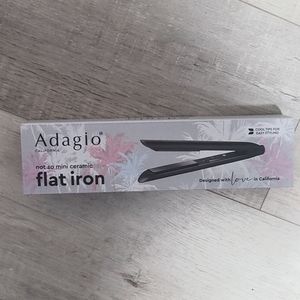 Adagio®
CALIFORNIA
not so mini ceramic
flat iron
COOL TIPS FOR
EASY STYLING
Designed with love in California